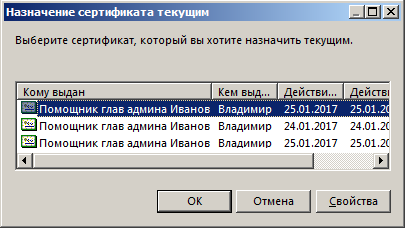 Назначение сертификата текущим
Выберите сертификат, который вы хотите назначить текущим.
Кому выдан Кем выд... Действи... Действи
Помощник глав админа Иванов Владимир 25.01.2017 25.01.20
Помощник глав админа Иванов Владимир 24.01.2017 24.01.20
Помощник глав админа Иванов Владимир 25.01.2017 25.01.20
ОК Отмена Свойства